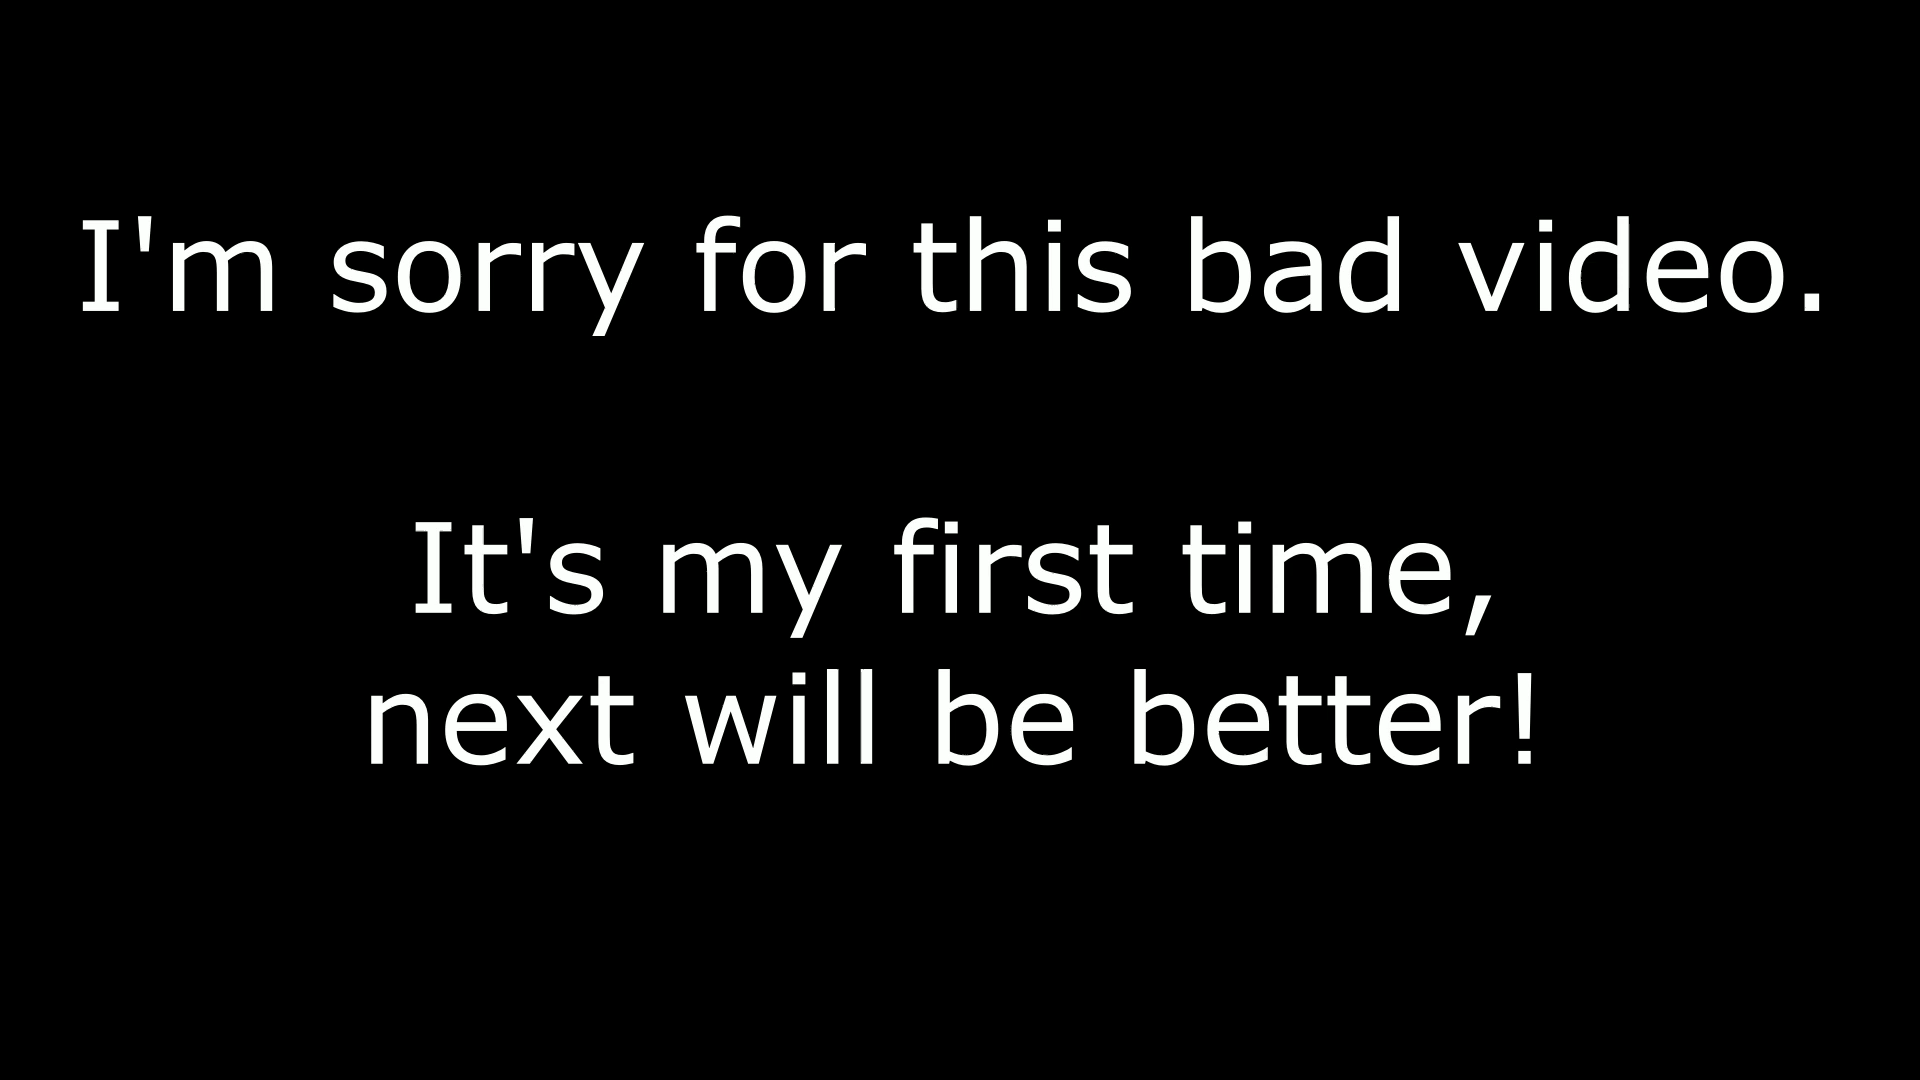 I'm sorry for this bad video.
It's my first time,
next will be better!